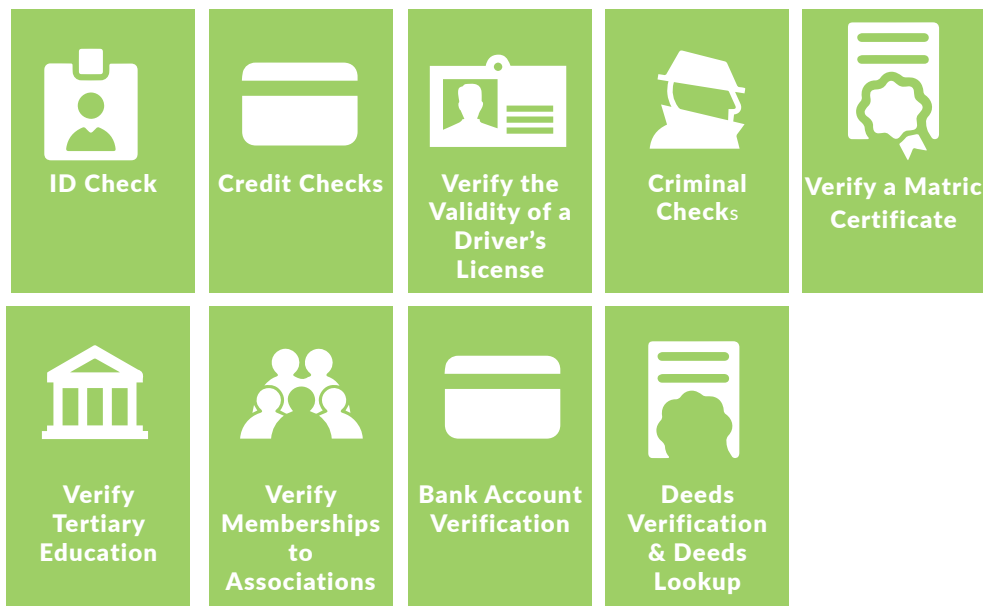 ID Check
Credit Checks
Verify the
Validity of a
Driver’s
License
Criminal
Checks
Verify a Matric
Certificate
Verify
Tertiary
Education
Verify
Memberships
to
Associations
Bank Account
Verification
Deeds
Verification
& Deeds
Lookup